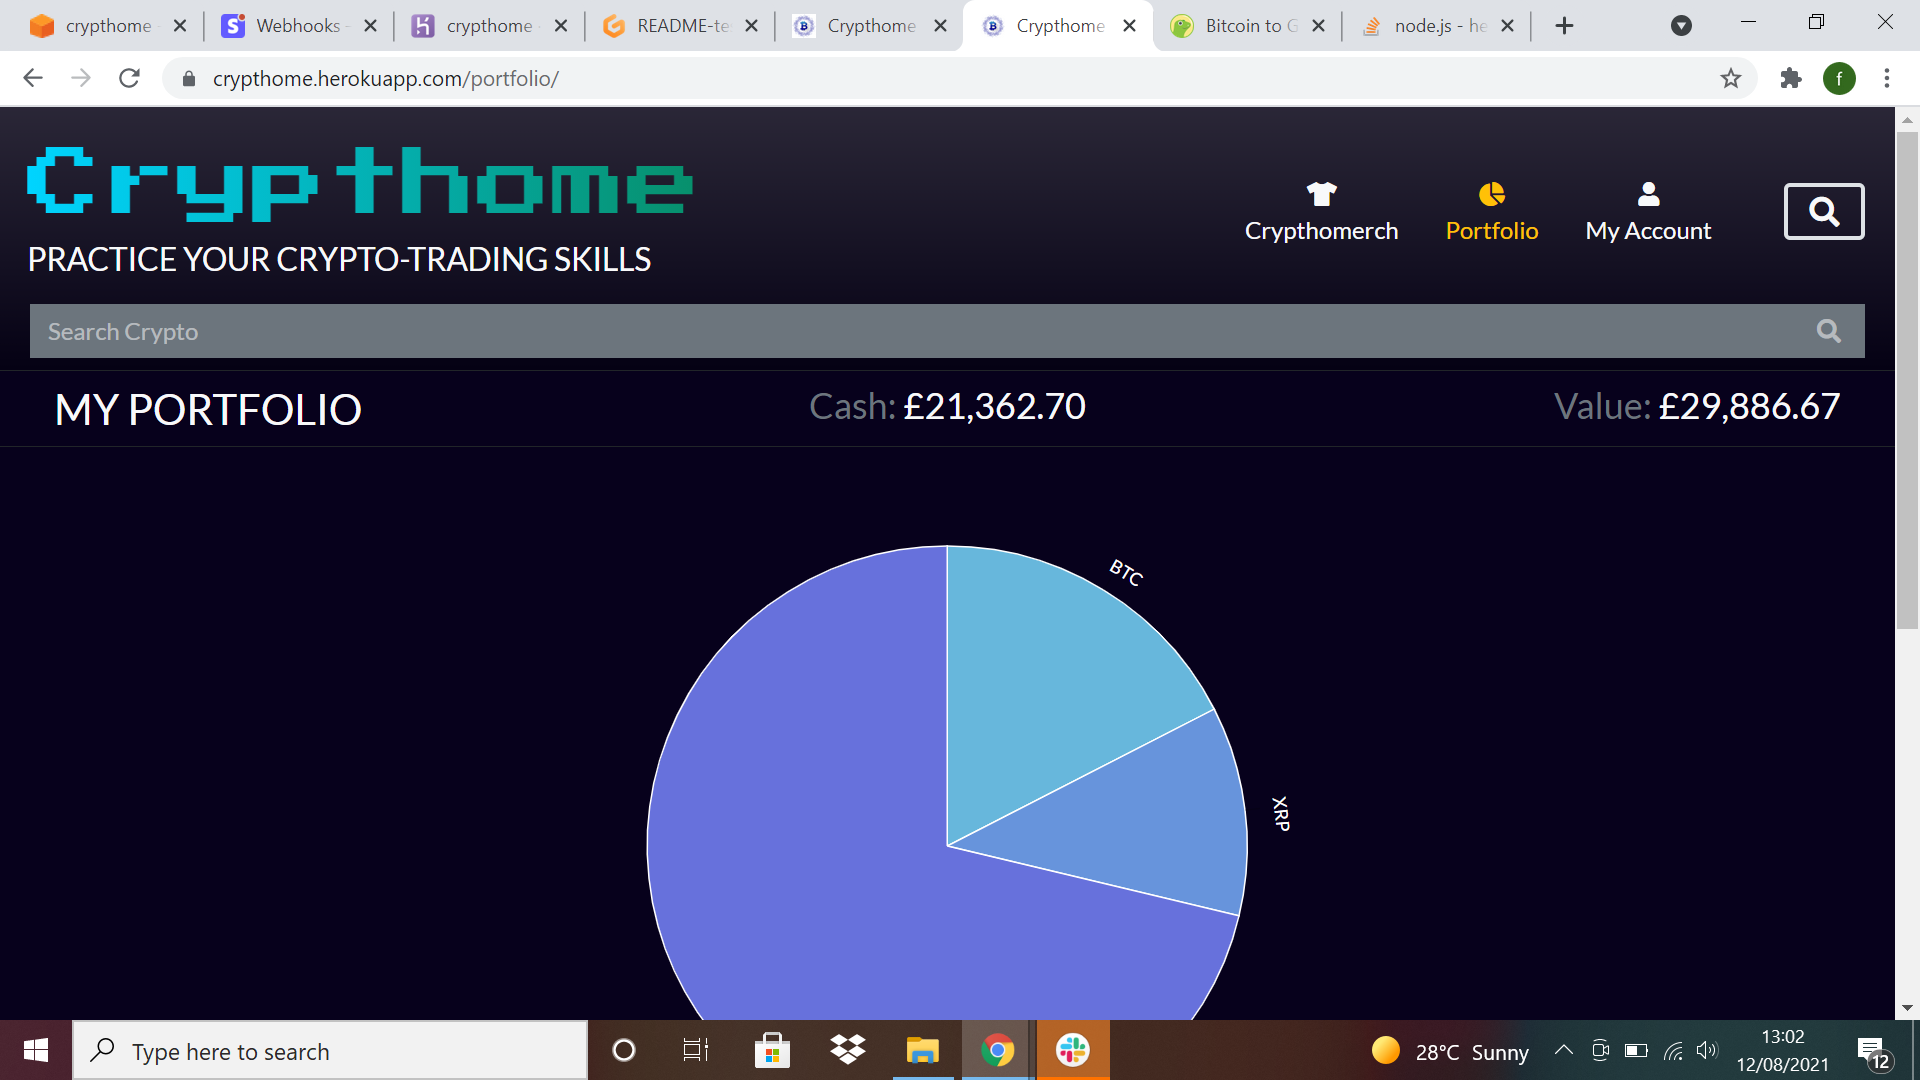 crypthome
Webhooks -
crypthome
README-te
Crypthome
Crypthome
Bitcoin to G
node.js - he
crypthome.herokuapp.com/portfolio/
f
Crypthome
PRACTICE YOUR CRYPTO-TRADING SKILLS
Crypthomerch
Portfolio
My Account
Search Crypto
MY PORTFOLIO
Cash: £21,362.70
Value: £29,886.67
BTC
XRP
Type here to search
28°C Sunny
13:02
12/08/2021
12